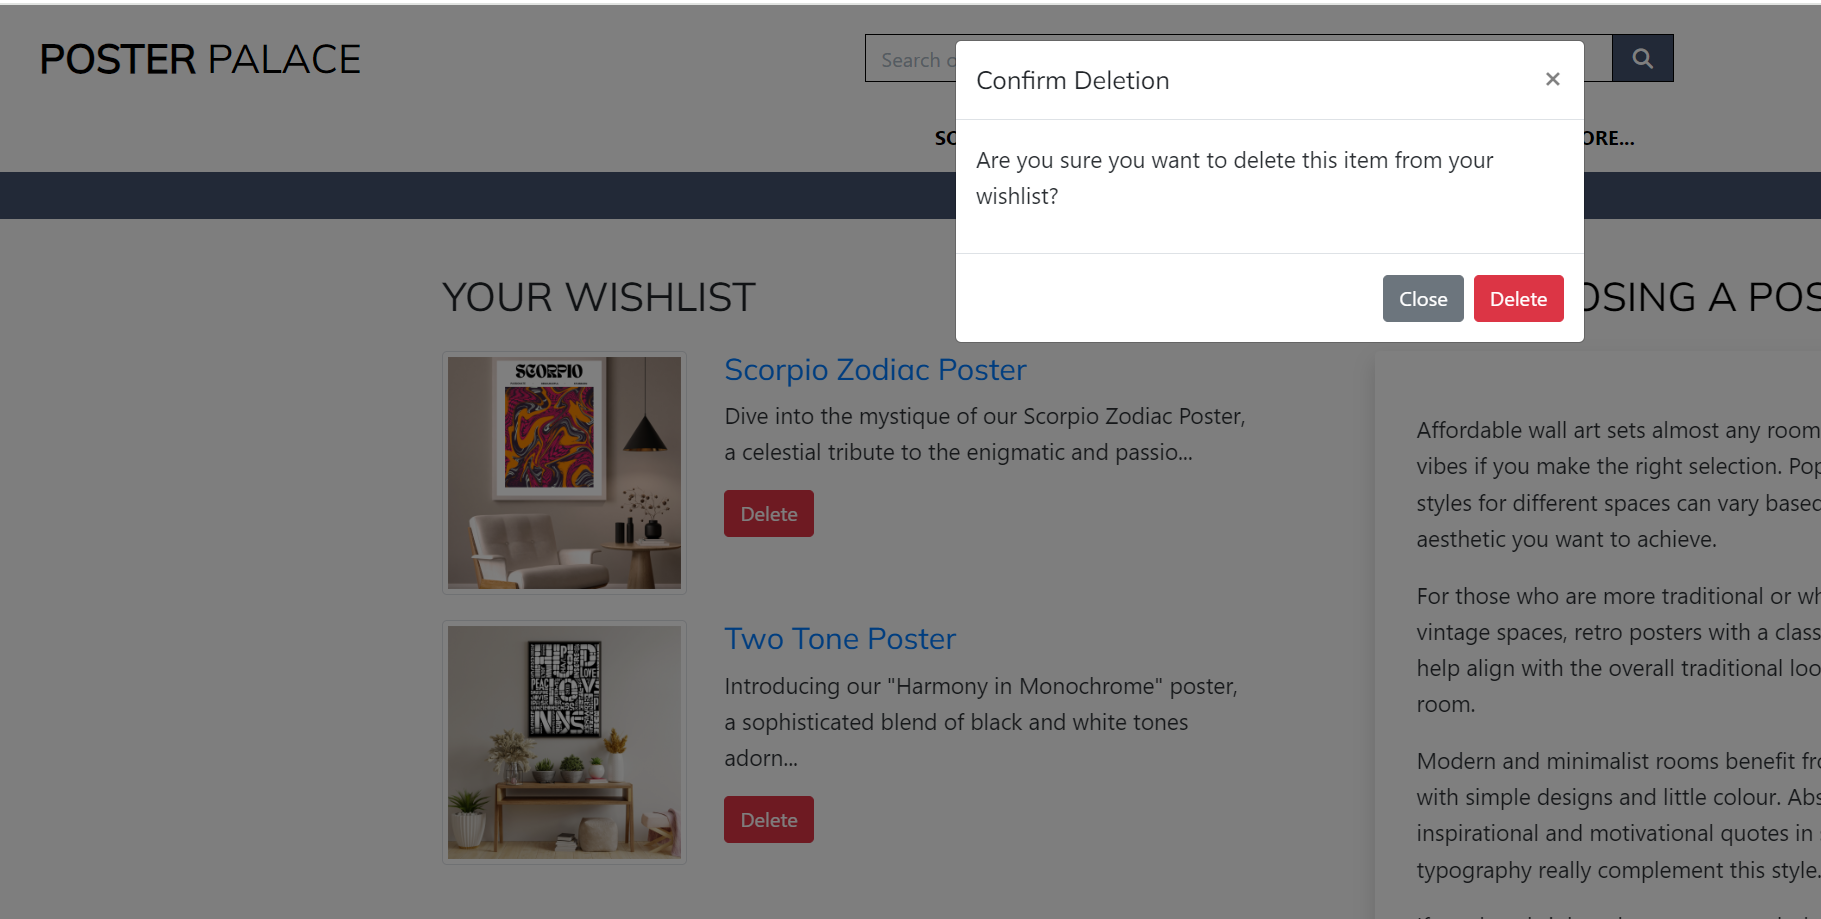 POSTER PALACE
Search
Confirm Deletion
×
Are you sure you want to delete this item from your
wishlist?
Close
Delete
YOUR WISHLIST
A POS
SCORPIO
Scorpio Zodiac Poster
Dive into the mystique of our Scorpio Zodiac Poster,
a celestial tribute to the enigmatic and passio...
Delete
Two Tone Poster
Introducing our "Harmony in Monochrome" poster,
a sophisticated blend of black and white tones
adorn...
Delete
Affordable wall art sets almost any room
vibes if you make the right selection. Pop
styles for different spaces can vary based
aesthetic you want to achieve.
For those who are more traditional or wh
vintage spaces, retro posters with a class
help align with the overall traditional loo
room.
Modern and minimalist rooms benefit fro
with simple designs and little colour. Abs
inspirational and motivational quotes in
typography really complement this style.